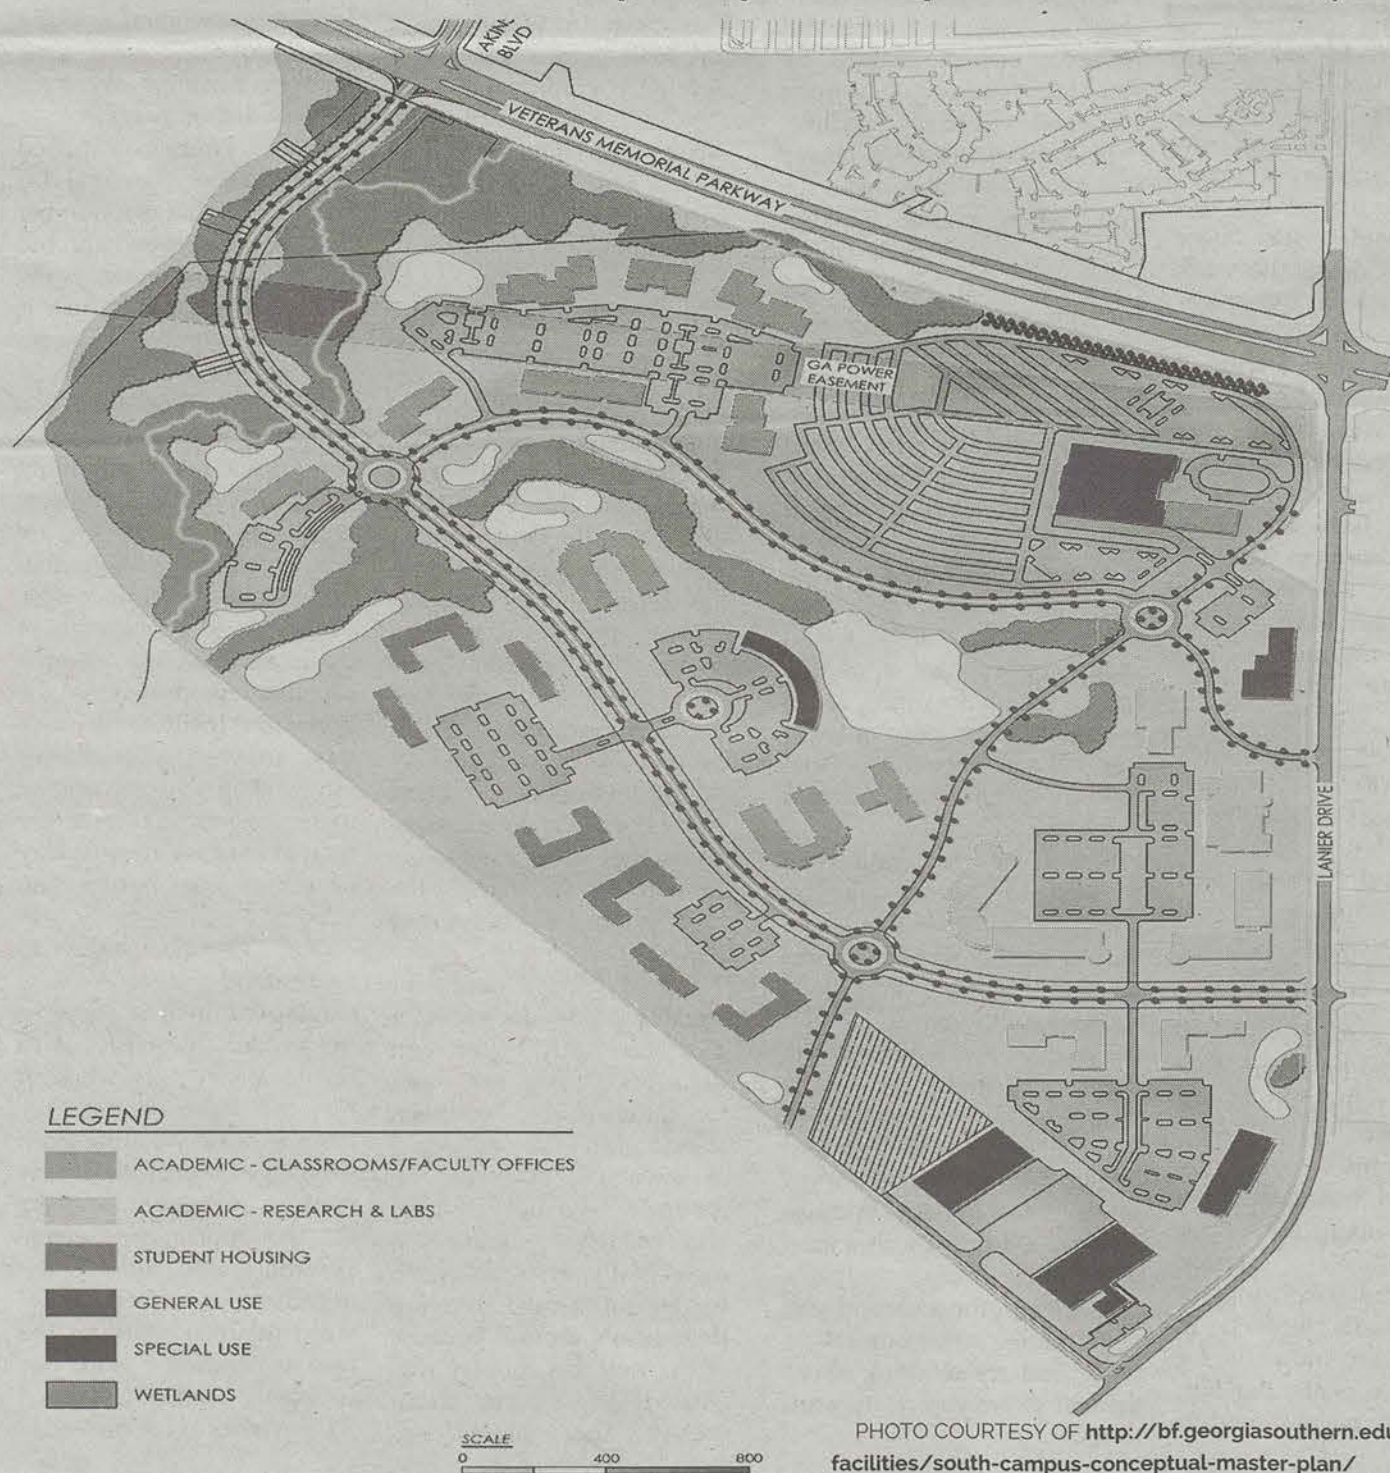 AKINS
BLVD
VETERANS MEMORIAL PARKWAY
GA POWER
EASEMENT
LANIER DRIVE
LEGEND
ACADEMIC - CLASSROOMS/FACULTY OFFICES
ACADEMIC - RESEARCH & LABS
STUDENT HOUSING
GENERAL USE
SPECIAL USE
WETLANDS
SCALE
0 400 800
PHOTO COURTESY OF http://bf.georgiasouthern.edu
facilities/south-campus-conceptual-master-plan/